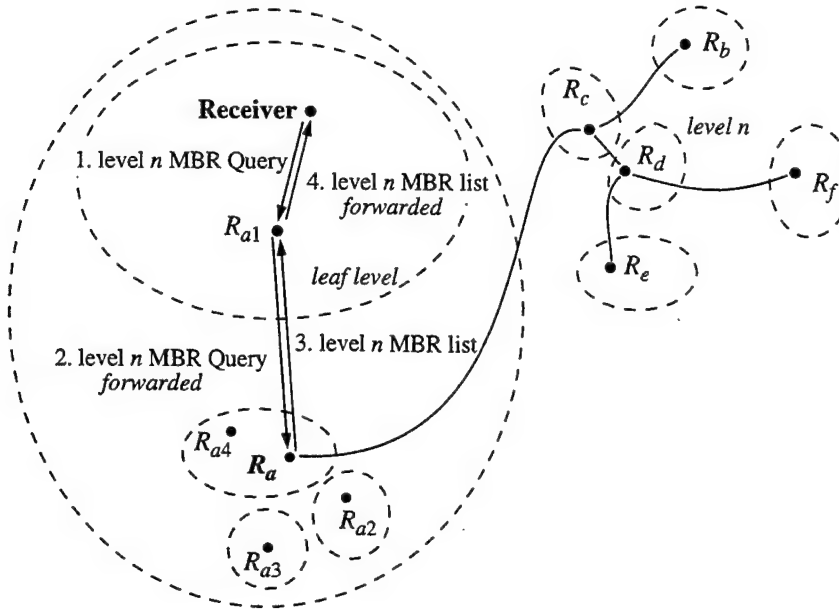 R_b
R_c
level n
Receiver
1. level n MBR Query
R_d
R_f
4. level n MBR list
forwarded
R_a1
leaf level
R_e
3. level n MBR list
2. level n MBR Query
forwarded
R_a4
R_a
R_a2
R_a3